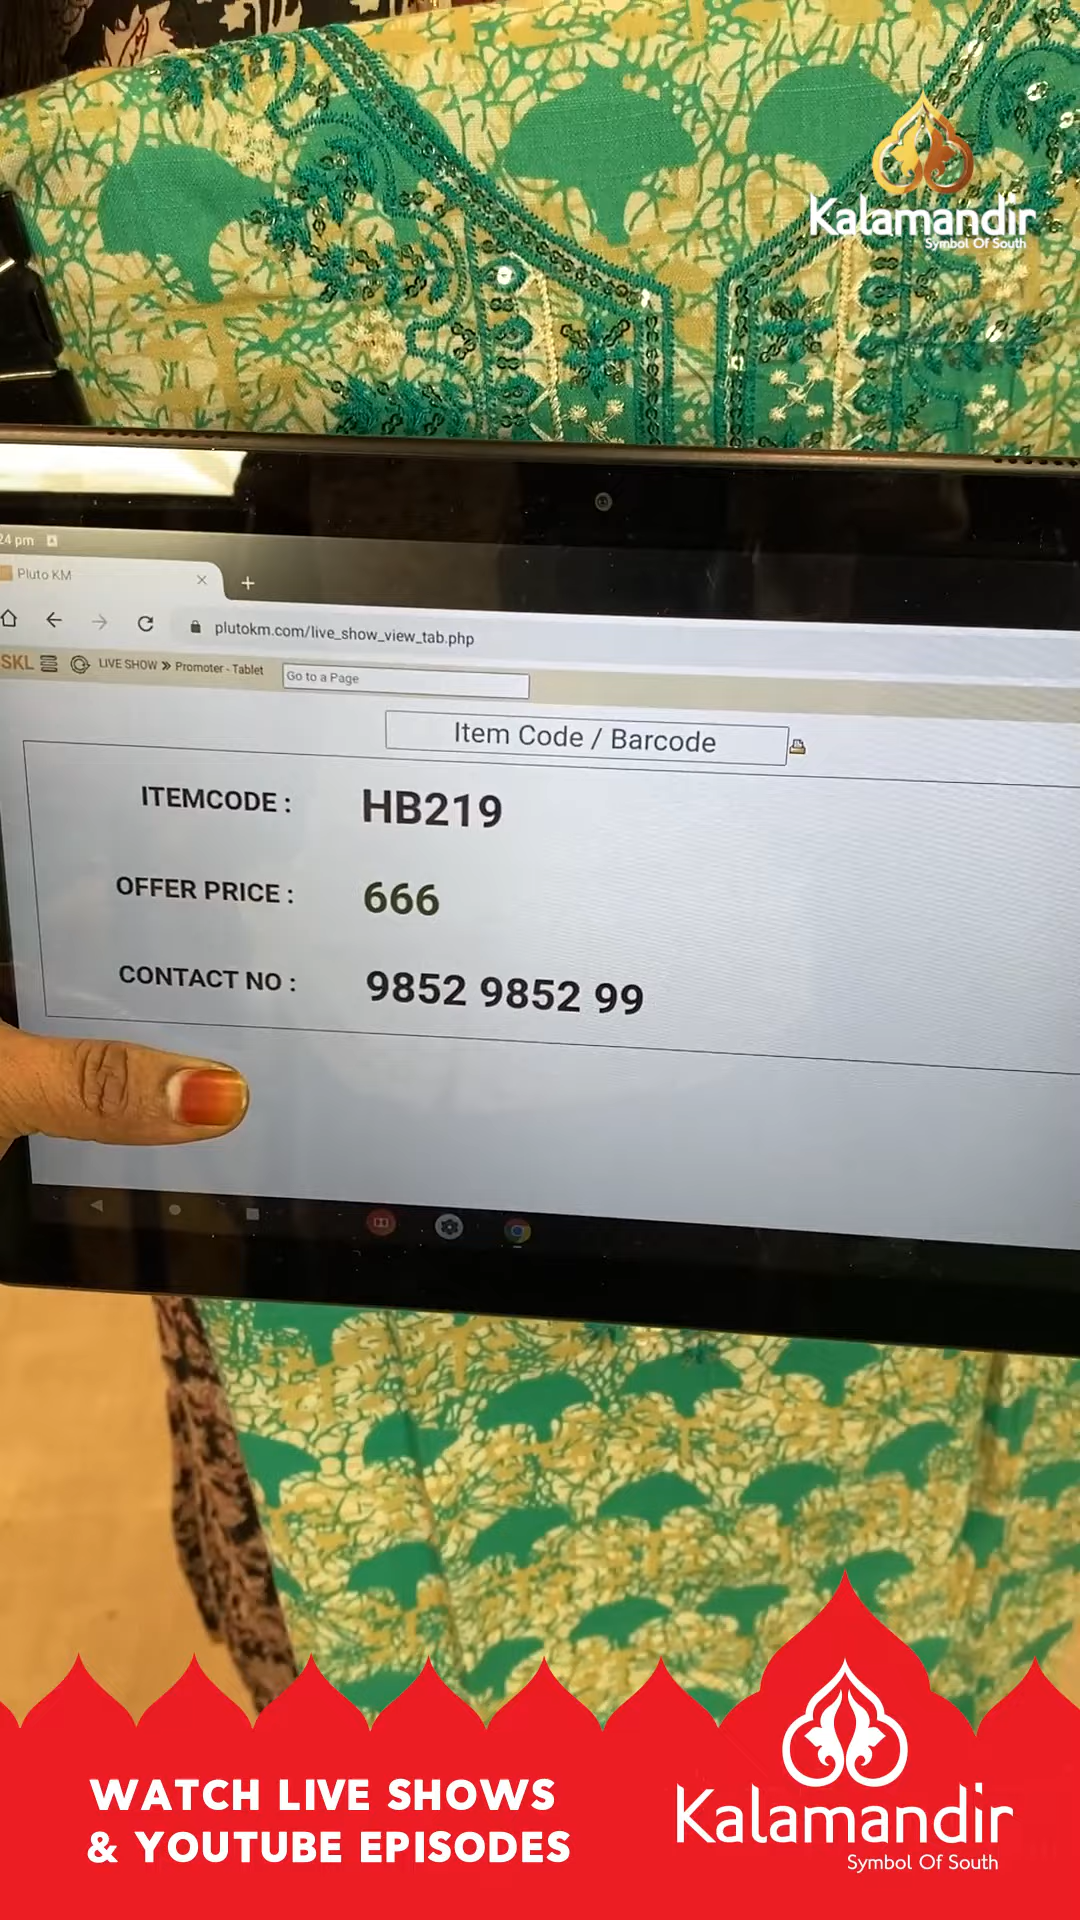 Kalamandir
Symbol Of South
24 pm
Pluto KM
plutokm.com/live_show_view_tab.php
SKL LIVE SHOW » Promoter - Tablet Go to a Page
Item Code / Barcode
ITEMCODE : HB219
OFFER PRICE : 666
CONTACT NO : 9852 9852 99
WATCH LIVE SHOWS
& YOUTUBE EPISODES
Kalamandir
Symbol Of South